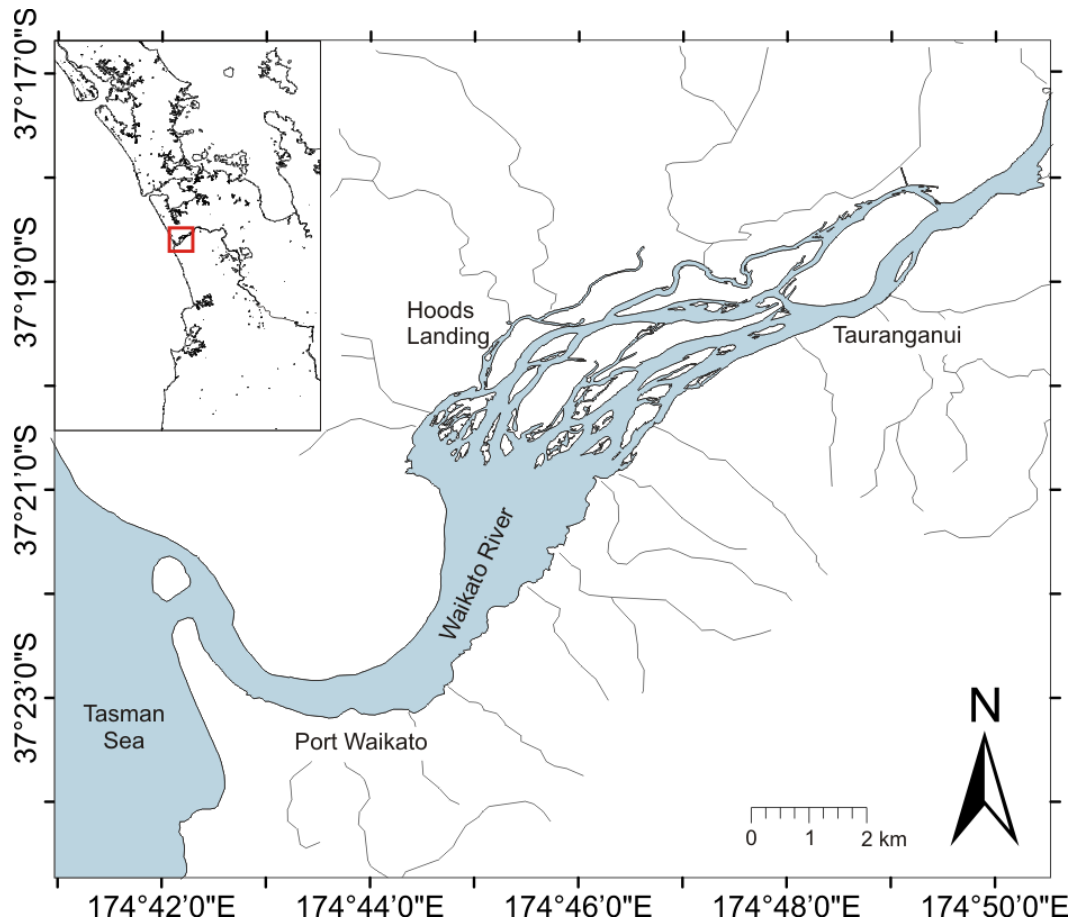 37°17'0"S
37°19'0"S
37°21'0"S
37°23'0"S
Hoods
Landing
Tauranganui
Waikato River
Tasman
Sea
Port Waikato
N
0 1 2 km
174°42'0"E 174°44'0"E 174°46'0"E 174°48'0"E 174°50'0"E